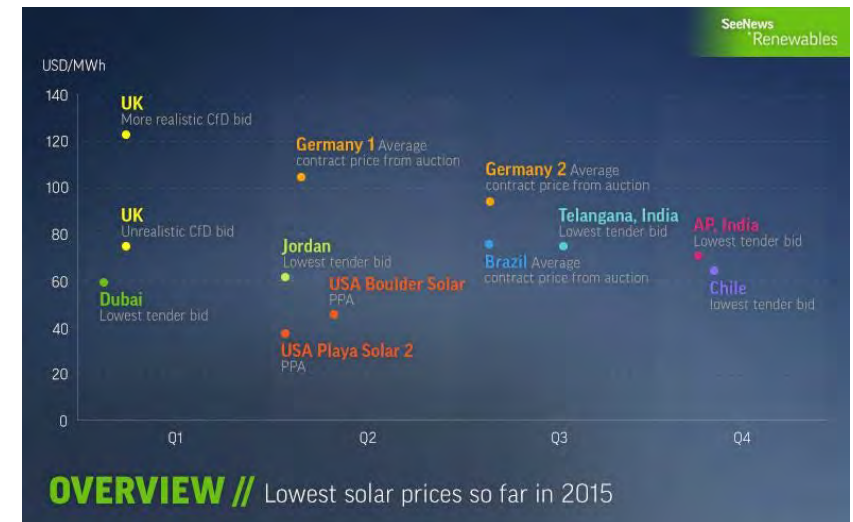 SeeNews
*Renewables
USD/MWh
140
120
100
80
60
40
20
0
UK
More realistic CfD bid
UK
Unrealistic CfD bid
Dubai
Lowest tender bid
Germany 1 Average
contract price from auction
Jordan
Lowest tender bid
USA Boulder Solar
PPA
USA Playa Solar 2
PPA
Germany 2 Average
contract price from auction
Telangana, India
Lowest tender bid
Brazil Average
contract price from auction
AP, India
Lowest tender bid
Chile
lowest tender bid
Q1 Q2 Q3 Q4
OVERVIEW // Lowest solar prices so far in 2015